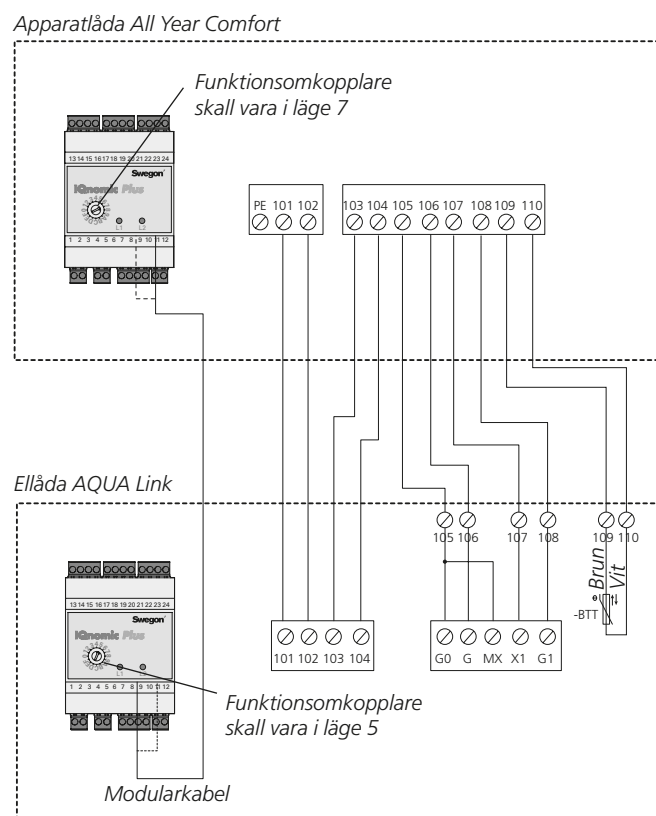 Apparatlåda All Year Comfort
Funktionsomkopplare
skall vara i läge 7
13 14 15 16 17 18 19 20 21 22 23 24
Swegon
IQnomic Plus
L1 L2
1 2 3 4 5 6 7 8 9 10 11 12
PE 101 102
103 104 105 106 107 108 109 110
Ellåda AQUA Link
105 106 107 108 109 110
Brun
Vit
-BTT
13 14 15 16 17 18 19 20 21 22 23 24
Swegon
IQnomic Plus
L1 L2
1 2 3 4 5 6 7 8 9 10 11 12
101 102 103 104
G0 G MX X1 G1
Funktionsomkopplare
skall vara i läge 5
Modularkabel